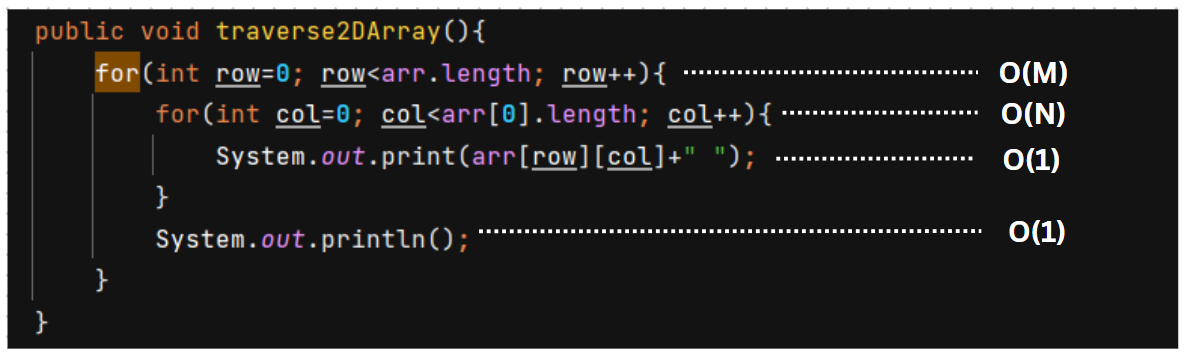 public void traverse2DArray(){
for(int row=0; row<arr.length; row++){ O(M)
for(int col=0; col<arr[0].length; col++){ O(N)
System.out.print(arr[row][col]+" "); O(1)
}
System.out.println(); O(1)
}
}